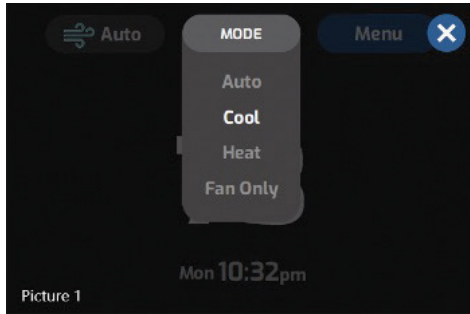 Auto
MODE
Menu
Auto
Cool
Heat
Fan Only
Mon 10:32pm
Picture 1